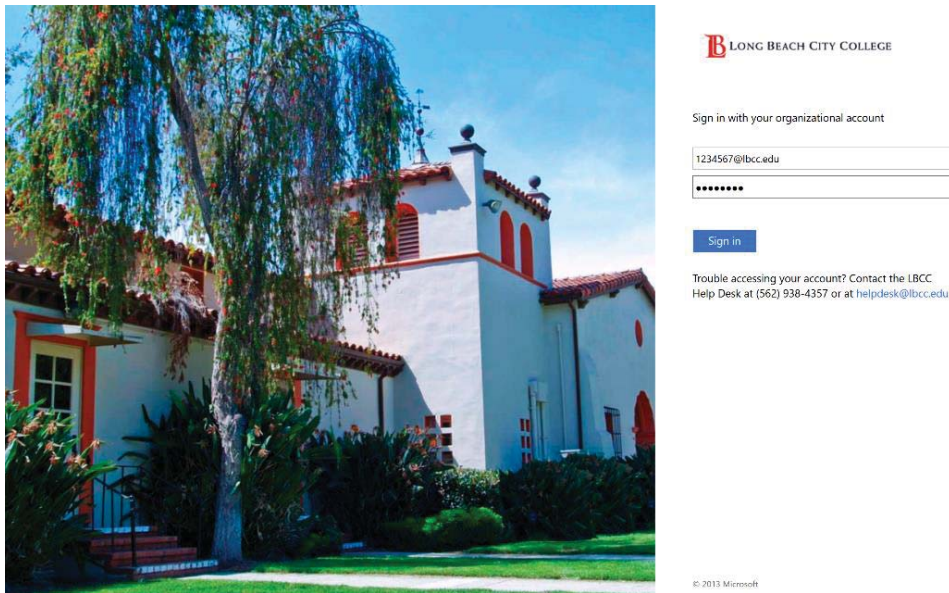 LONG BEACH CITY COLLEGE
Sign in with your organizational account
1234567@lbcc.edu
••••••••
Sign in
Trouble accessing your account? Contact the LBCC
Help Desk at (562) 938-4357 or at helpdesk@lbcc.edu
© 2013 Microsoft